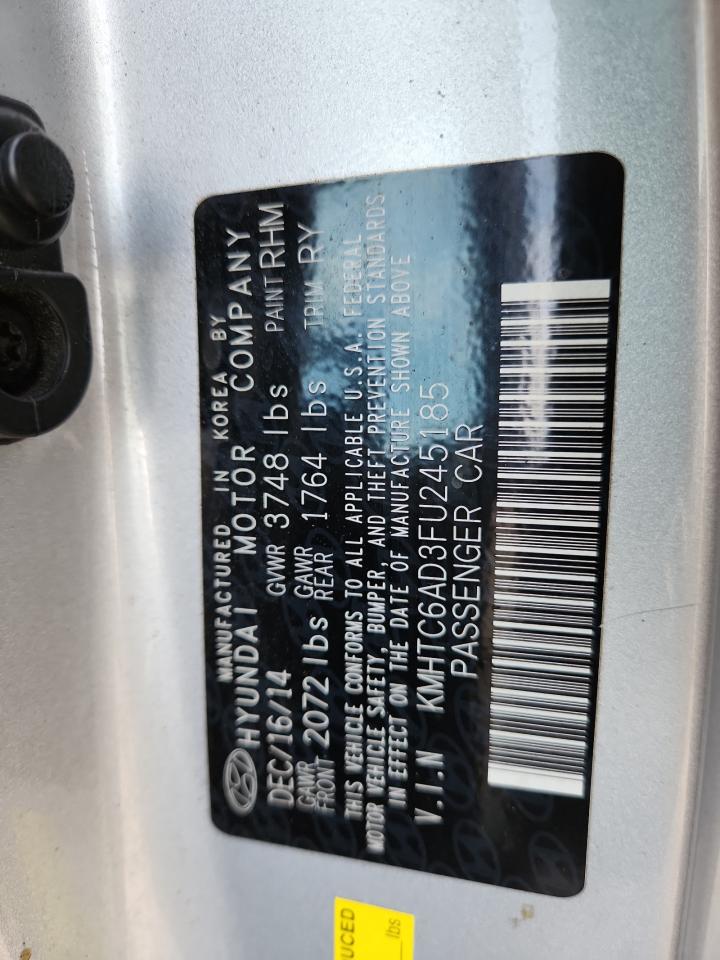 MANUFACTURED IN KOREA BY
HYUNDAI MOTOR COMPANY
DEC/16/14 GVWR 3748 lbs PAINT RHM
GAWR FRONT 2072 lbs GAWR REAR 1764 lbs TRIM RY
THIS VEHICLE CONFORMS TO ALL APPLICABLE U.S.A. FEDERAL
MOTOR VEHICLE SAFETY, BUMPER, AND THEFT PREVENTION STANDARDS
IN EFFECT ON THE DATE OF MANUFACTURE SHOWN ABOVE
V.I.N KMHTC6AD3FU245185
PASSENGER CAR
UCED
lbs